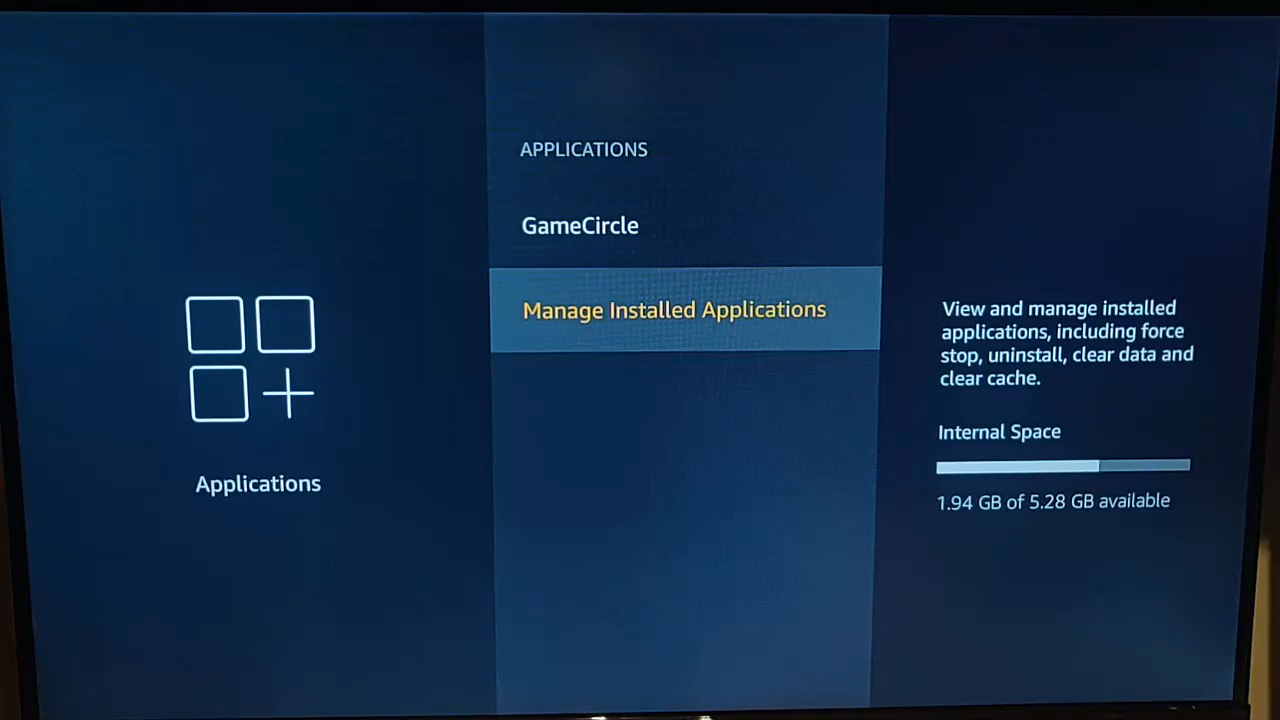 APPLICATIONS
GameCircle
Manage Installed Applications
Applications
View and manage installed
applications, including force
stop, uninstall, clear data and
clear cache.
Internal Space
1.94 GB of 5.28 GB available